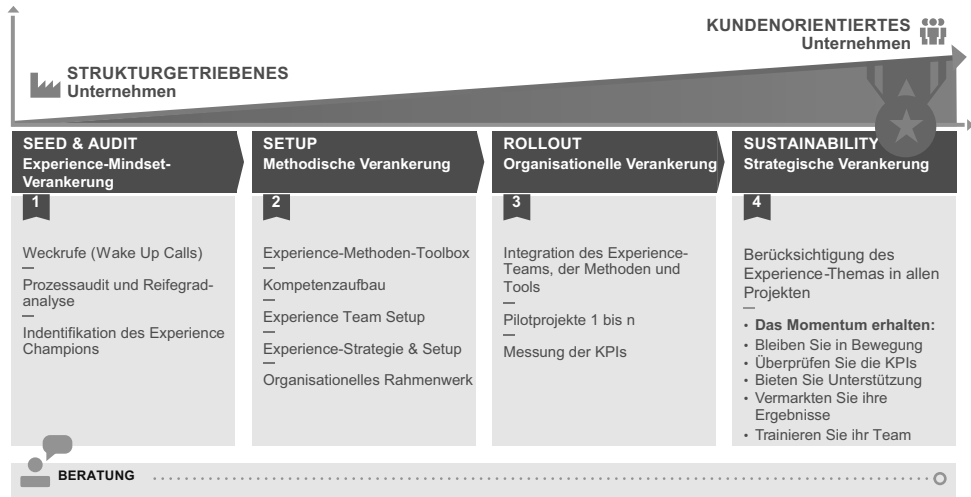 KUNDENORIENTIERTES
Unternehmen
STRUKTURGETRIEBENES
Unternehmen
SEED & AUDIT
Experience-Mindset-
Verankerung
1
Weckrufe (Wake Up Calls)
Prozessaudit und Reifegrad-
analyse
Indentifikation des Experience
Champions
SETUP
Methodische Verankerung
2
Experience-Methoden-Toolbox
Kompetenzaufbau
Experience Team Setup
Experience-Strategie & Setup
Organisationelles Rahmenwerk
ROLLOUT
Organisationelle Verankerung
3
Integration des Experience-
Teams, der Methoden und
Tools
Pilotprojekte 1 bis n
Messung der KPIs
SUSTAINABILITY
Strategische Verankerung
4
Berücksichtigung des
Experience-Themas in allen
Projekten
• Das Momentum erhalten:
• Bleiben Sie in Bewegung
• Überprüfen Sie die KPIs
• Bieten Sie Unterstützung
• Vermarkten Sie ihre
Ergebnisse
• Trainieren Sie ihr Team
BERATUNG